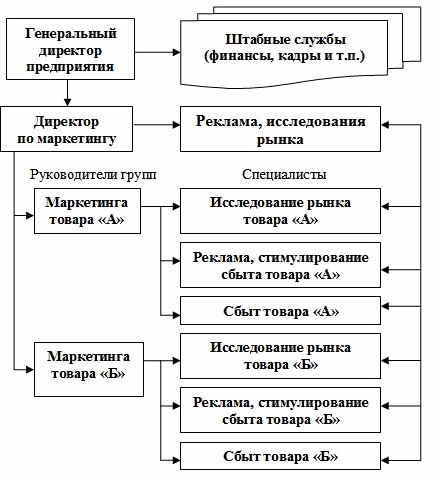 Генеральный
директор
предприятия
Штабные службы
(финансы, кадры и т.п.)
Директор
по маркетингу
Реклама, исследования
рынка
Руководители групп
Специалисты
Маркетинга
товара «А»
Исследование рынка
товара «А»
Реклама, стимулирование
сбыта товара «А»
Сбыт товара «А»
Маркетинга
товара «Б»
Исследование рынка
товара «Б»
Реклама, стимулирование
сбыта товара «Б»
Сбыт товара «Б»